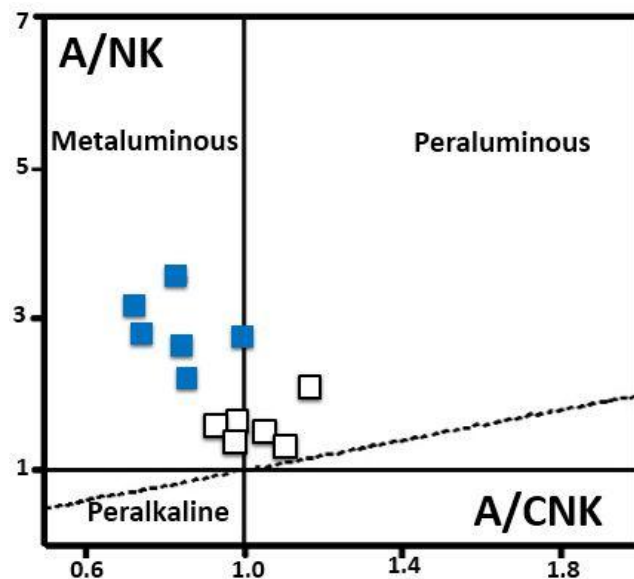 7
A/NK
Metaluminous
Peraluminous
5
3
1
Peralkaline
A/CNK
0.6
1.0
1.4
1.8